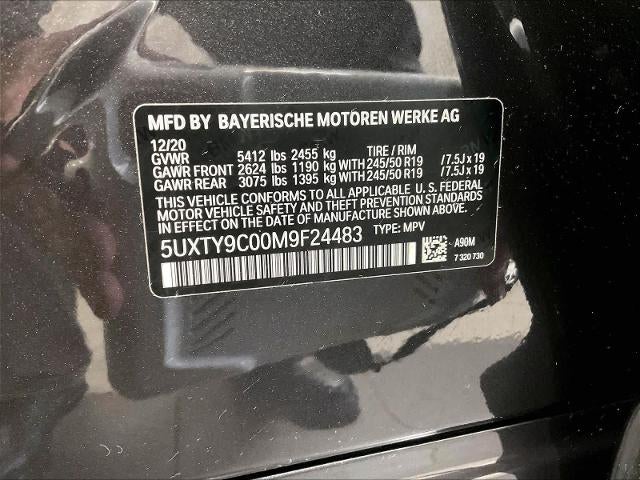 MFD BY BAYERISCHE MOTOREN WERKE AG
12/20 TIRE / RIM
GVWR 5412 lbs 2455 kg
GAWR FRONT 2624 lbs 1190 kg WITH 245/50 R19 /7.5J x 19
GAWR REAR 3075 lbs 1395 kg WITH 245/50 R19 /7.5J x 19
THIS VEHICLE CONFORMS TO ALL APPLICABLE U. S. FEDERAL
MOTOR VEHICLE SAFETY AND THEFT PREVENTION STANDARDS
IN EFFECT ON THE DATE OF MANUFACTURE SHOWN ABOVE.
5UXTY9C00M9F24483 TYPE: MPV
A90M
7 320 730